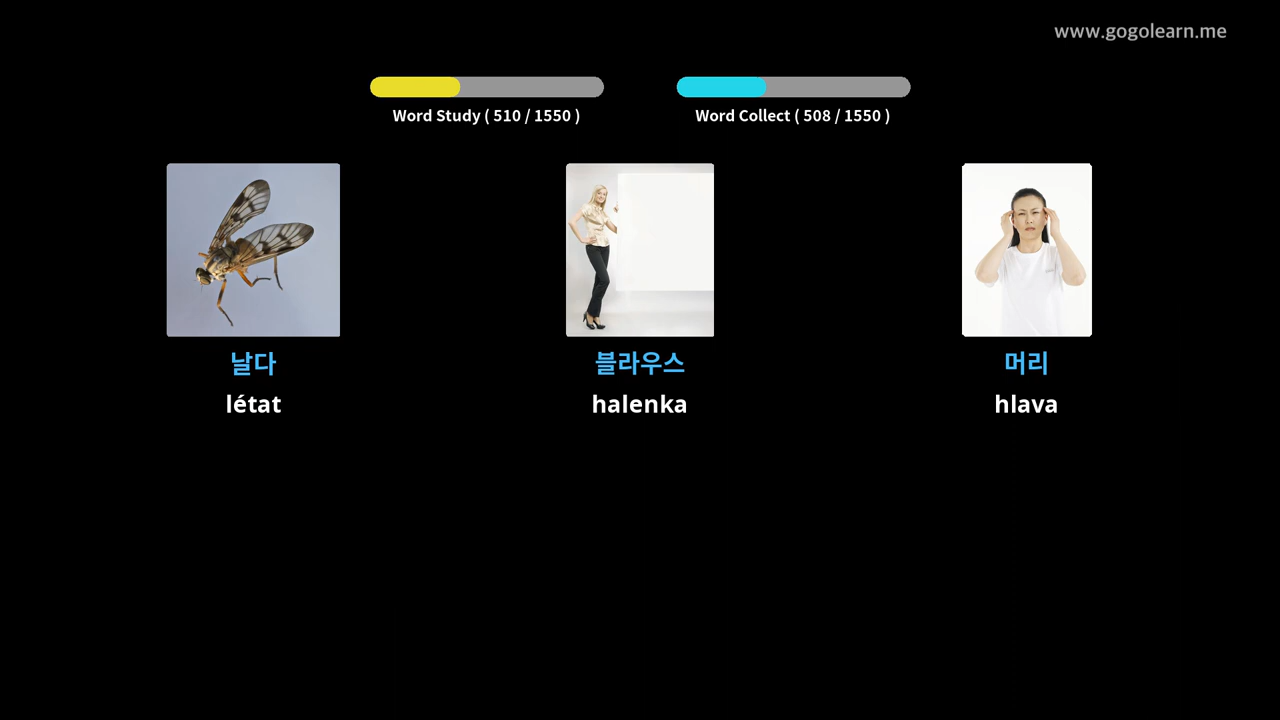 www.gogolearn.me
Word Study ( 510 / 1550 )
Word Collect ( 508 / 1550 )
날다
létat
블라우스
halenka
머리
hlava